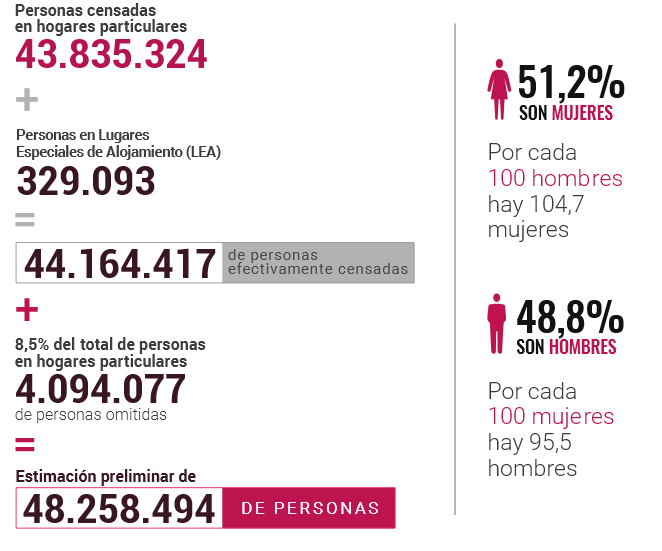 Personas censadas
en hogares particulares
43.835.324
+
Personas en Lugares
Especiales de Alojamiento (LEA)
329.093
=
44.164.417
de personas
efectivamente censadas
+
8,5% del total de personas
en hogares particulares
4.094.077
de personas omitidas
=
Estimación preliminar de
48.258.494 DE PERSONAS
51,2%
SON MUJERES
Por cada
100 hombres
hay 104,7
mujeres
48,8%
SON HOMBRES
Por cada
100 mujeres
hay 95,5
hombres